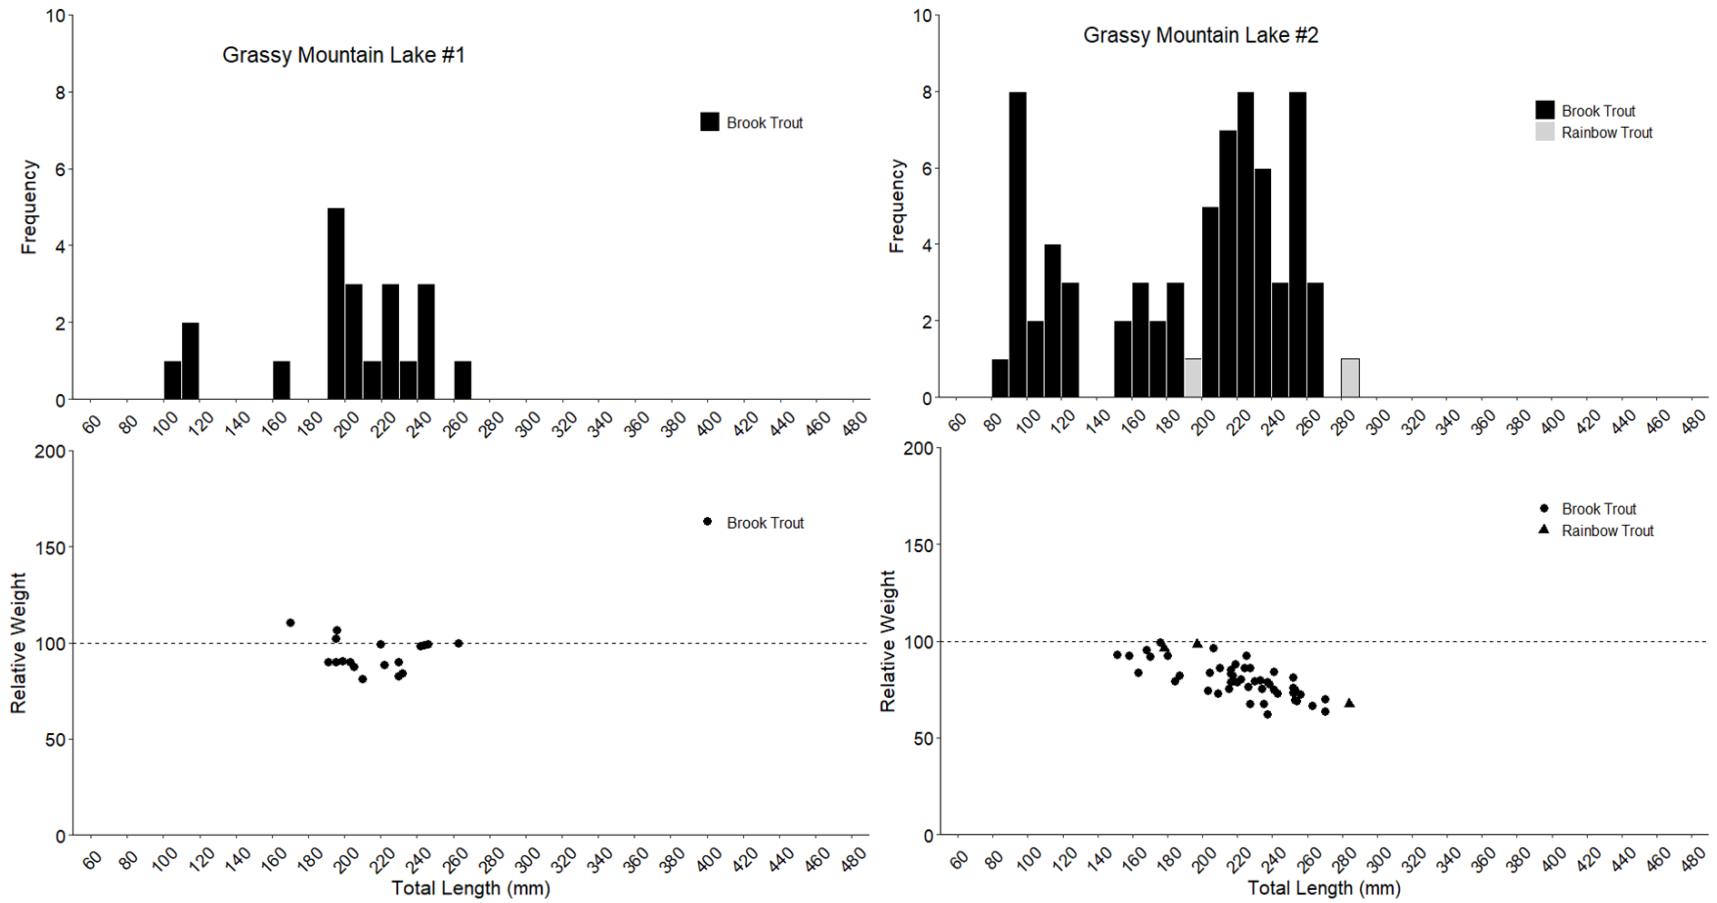 Grassy Mountain Lake #1
Brook Trout
Frequency
10
8
6
4
2
0
60 80 100 120 140 160 180 200 220 240 260 280 300 320 340 360 380 400 420 440 460 480
Grassy Mountain Lake #2
Brook Trout
Rainbow Trout
Frequency
10
8
6
4
2
0
60 80 100 120 140 160 180 200 220 240 260 280 300 320 340 360 380 400 420 440 460 480
Brook Trout
Relative Weight
200
150
100
50
0
60 80 100 120 140 160 180 200 220 240 260 280 300 320 340 360 380 400 420 440 460 480
Total Length (mm)
Brook Trout
Rainbow Trout
Relative Weight
200
150
100
50
0
60 80 100 120 140 160 180 200 220 240 260 280 300 320 340 360 380 400 420 440 460 480
Total Length (mm)